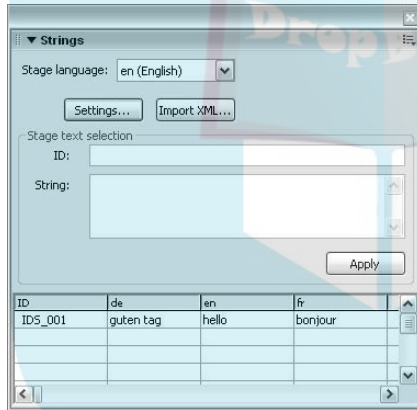 Drop D
Strings
Stage language: en (English)
Settings... Import XML...
Stage text selection
ID:
String:
Apply
ID de en fr
IDS_001 guten tag hello bonjour